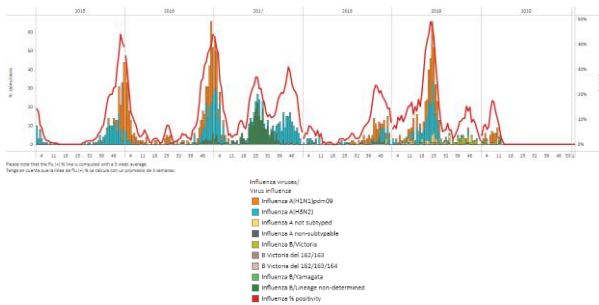 2015 2016 2017 2018 2019 2020
60
50
40
30
20
10
0
50%
40%
30%
20%
10%
0%
Please note that the flu (+) % line is computed with a 3 week average.
Tenga en cuenta que la línea de flu (+) % se calcula con un promedio de 3 semanas.
Influenza viruses/
Virus influenza
Influenza A(H1N1)pdm09
Influenza A(H3N2)
Influenza A not subtyped
Influenza A non-subtypable
Influenza B/Victoria
B Victoria del 162/163
B Victoria del 162/163/164
Influenza B/Yamagata
Influenza B/Lineage non-determined
Influenza % positivity